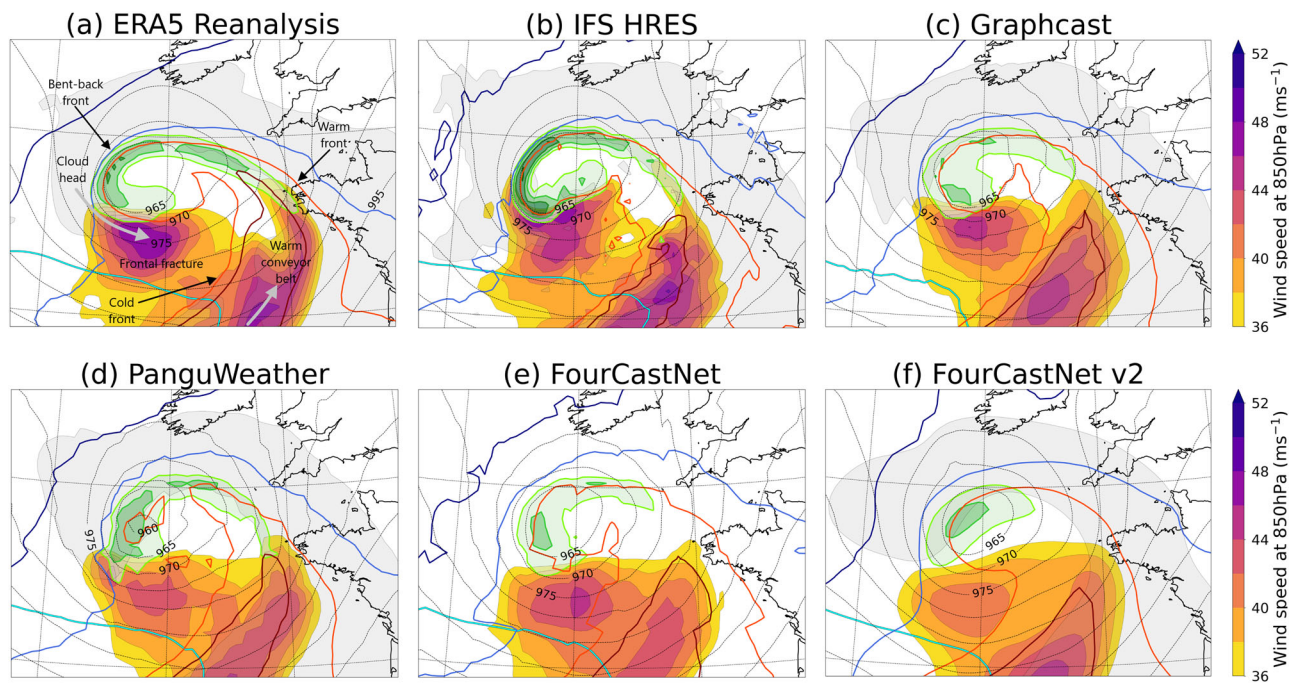 (a) ERA5 Reanalysis
(b) IFS HRES
(c) Graphcast
Bent-back
front
Warm
front
Cloud
head
965
970
975
995
Frontal fracture
Warm
conveyor
belt
Cold
front
965
970
975
965
970
975
52
48
44
40
36
Wind speed at 850hPa (ms⁻¹)
(d) PanguWeather
(e) FourCastNet
(f) FourCastNet v2
960
965
970
975
965
970
975
965
970
975
52
48
44
40
36
Wind speed at 850hPa (ms⁻¹)